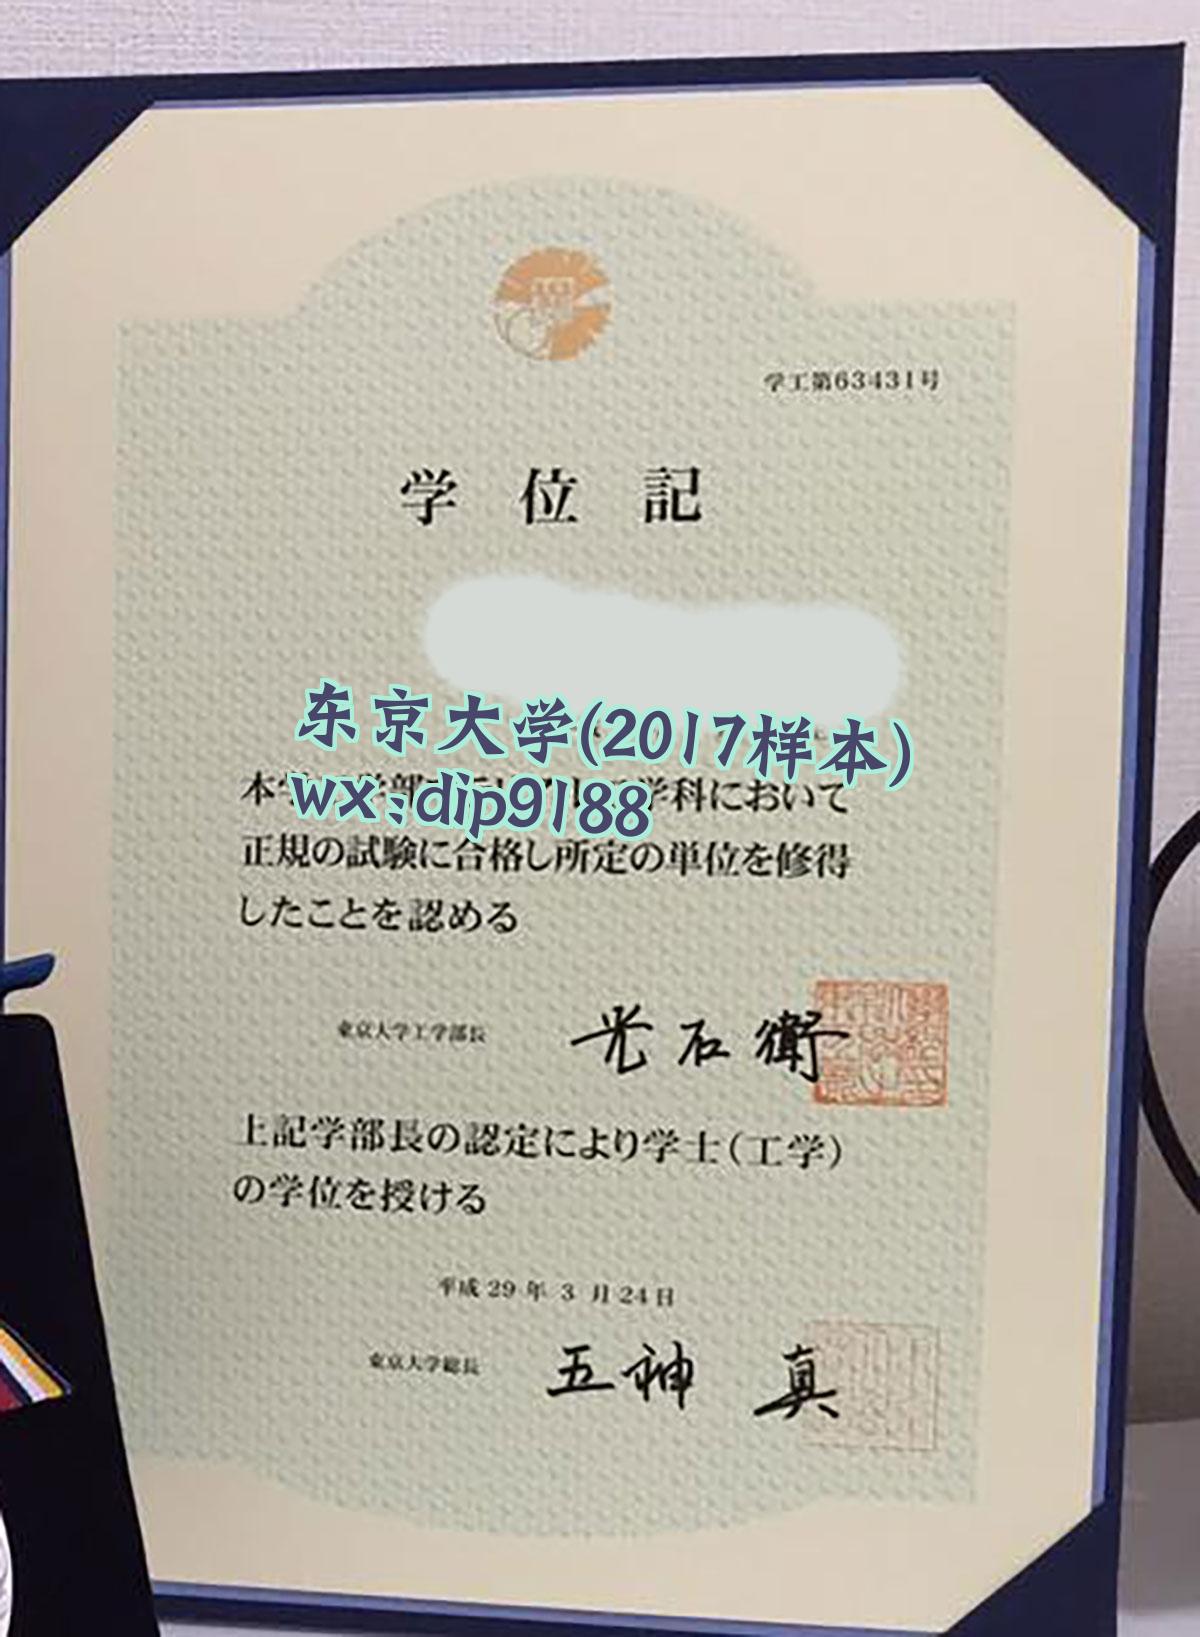 学工第63431号
学位記
东京大学(2017样本)
wx:dip9188
本学 学部 学科において
正規の試験に合格し所定の単位を修得
したことを認める
東京大学工学部長 光石衛
上記学部長の認定により学士(工学)
の学位を授ける
平成29年3月24日
東京大学総長 五神 真